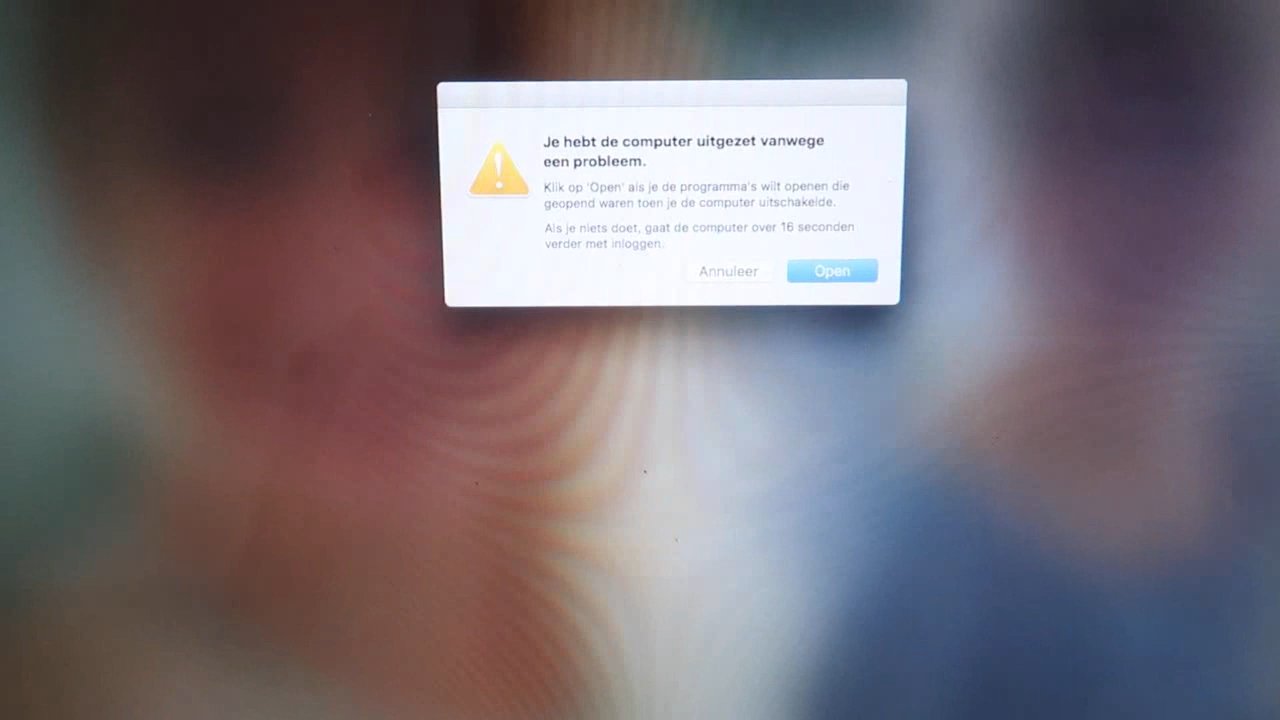 Je hebt de computer uitgezet vanwege
een probleem.
Klik op 'Open' als je de programma's wilt openen die
geopend waren toen je de computer uitschakelde.
Als je niets doet, gaat de computer over 16 seconden
verder met inloggen.
Annuleer Open